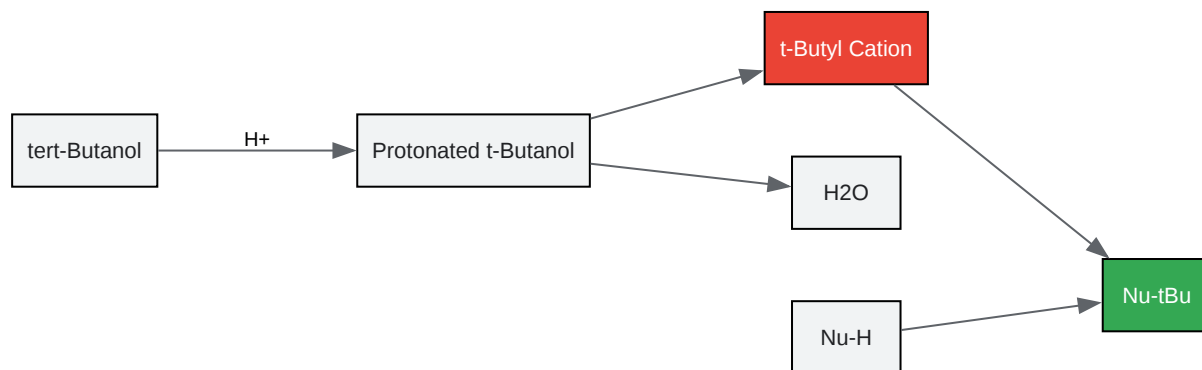 t-Butyl Cation
tert-Butanol
H+
Protonated t-Butanol
H2O
Nu-tBu
Nu-H